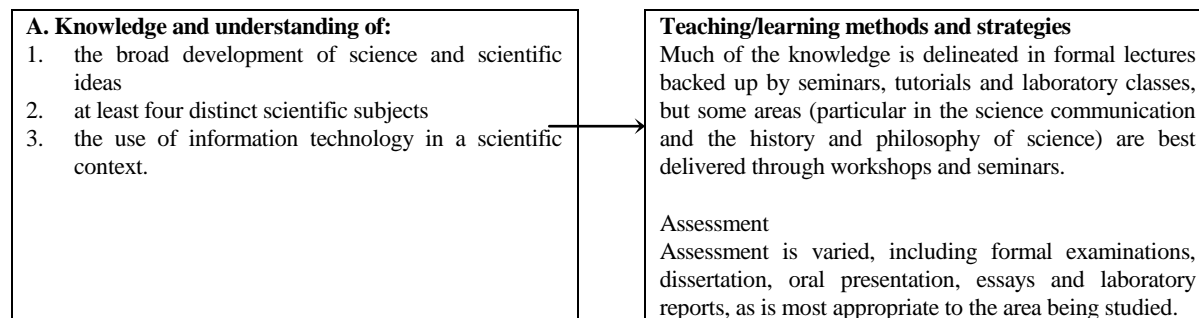 A. Knowledge and understanding of:
1. the broad development of science and scientific
ideas
2. at least four distinct scientific subjects
3. the use of information technology in a scientific
context.
Teaching/learning methods and strategies
Much of the knowledge is delineated in formal lectures
backed up by seminars, tutorials and laboratory classes,
but some areas (particular in the science communication
and the history and philosophy of science) are best
delivered through workshops and seminars.
Assessment
Assessment is varied, including formal examinations,
dissertation, oral presentation, essays and laboratory
reports, as is most appropriate to the area being studied.